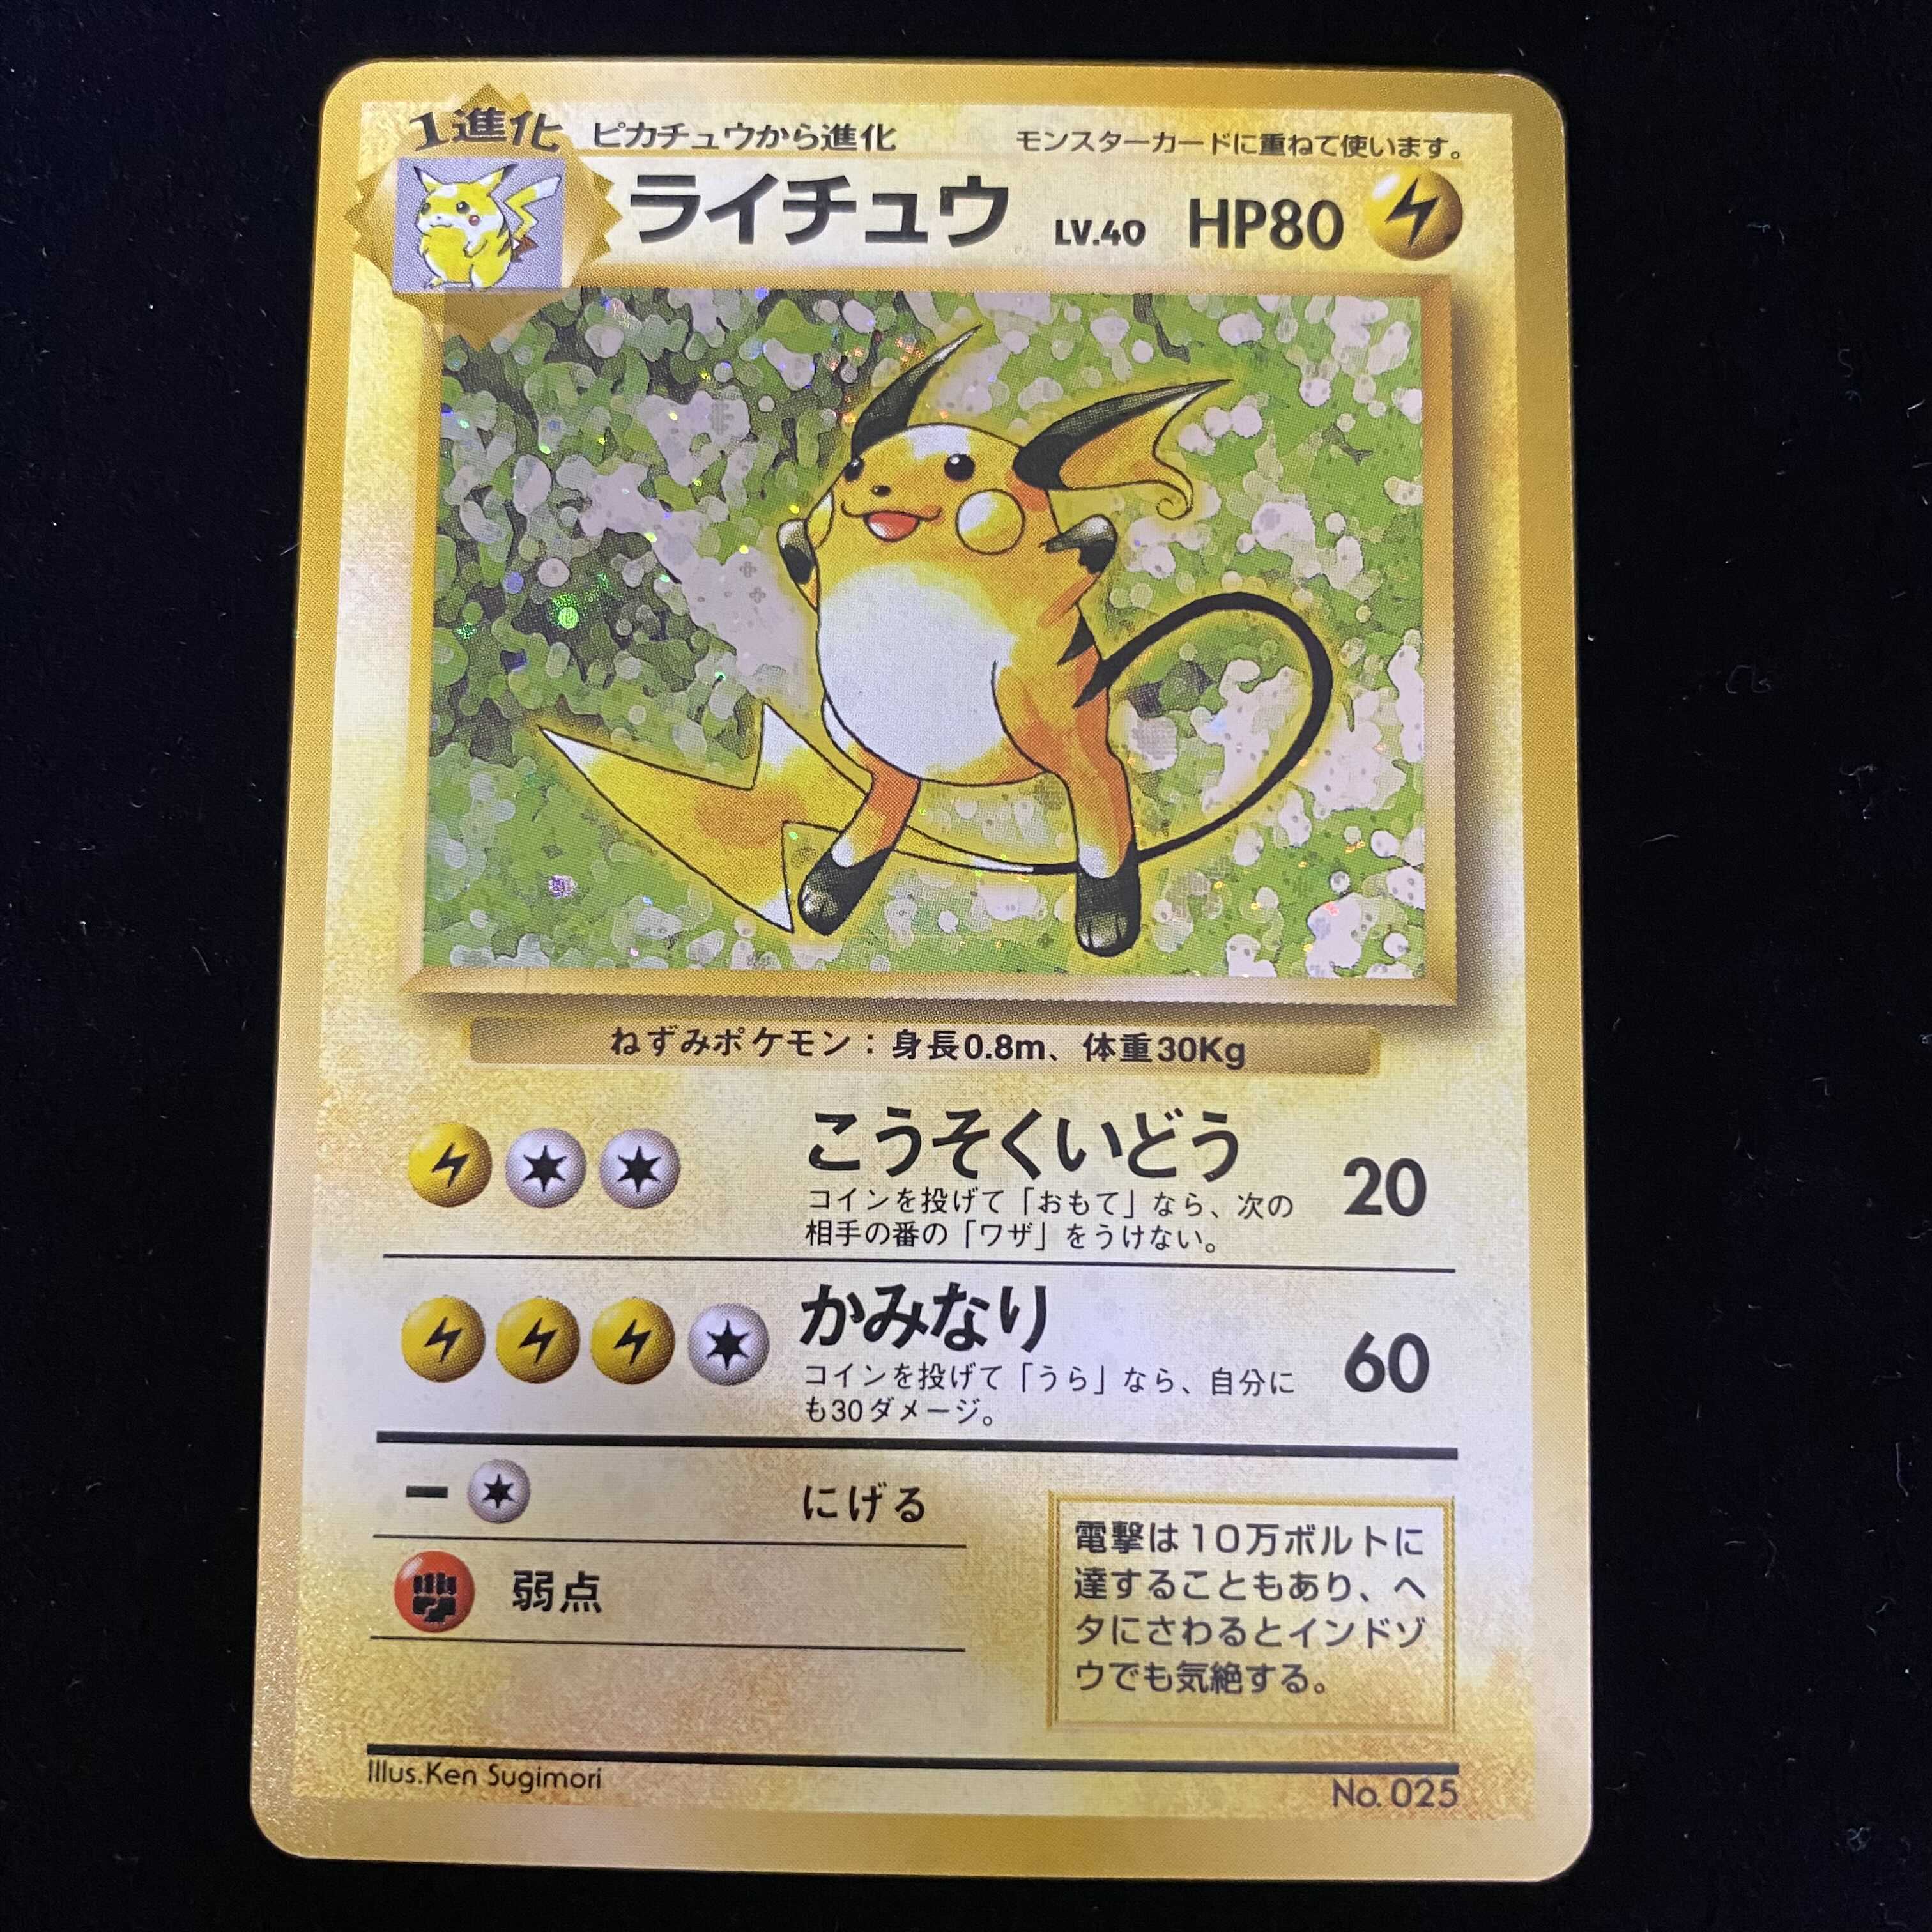 1進化
ピカチュウから進化
モンスターカードに重ねて使います。
ライチュウ LV.40 HP80
ねずみポケモン：身長0.8m、体重30Kg
こうそくいどう 20
コインを投げて「おもて」なら、次の
相手の番の「ワザ」をうけない。
かみなり 60
コインを投げて「うら」なら、自分に
も30ダメージ。
にげる
弱点
電撃は10万ボルトに
達することもあり、ヘ
タにさわるとインドゾ
ウでも気絶する。
Illus.Ken Sugimori
No. 025